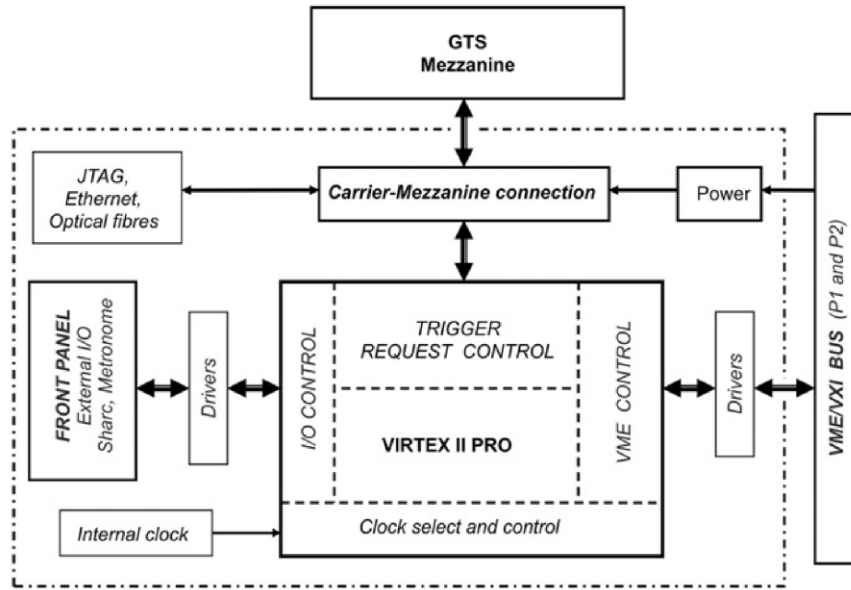 GTS
Mezzanine
JTAG,
Ethernet,
Optical fibres
Carrier-Mezzanine connection
Power
VME/VXI BUS (P1 and P2)
FRONT PANEL
External I/O
Sharc, Metronome
Drivers
I/O CONTROL
TRIGGER
REQUEST CONTROL
VIRTEX II PRO
VME CONTROL
Drivers
Internal clock
Clock select and control